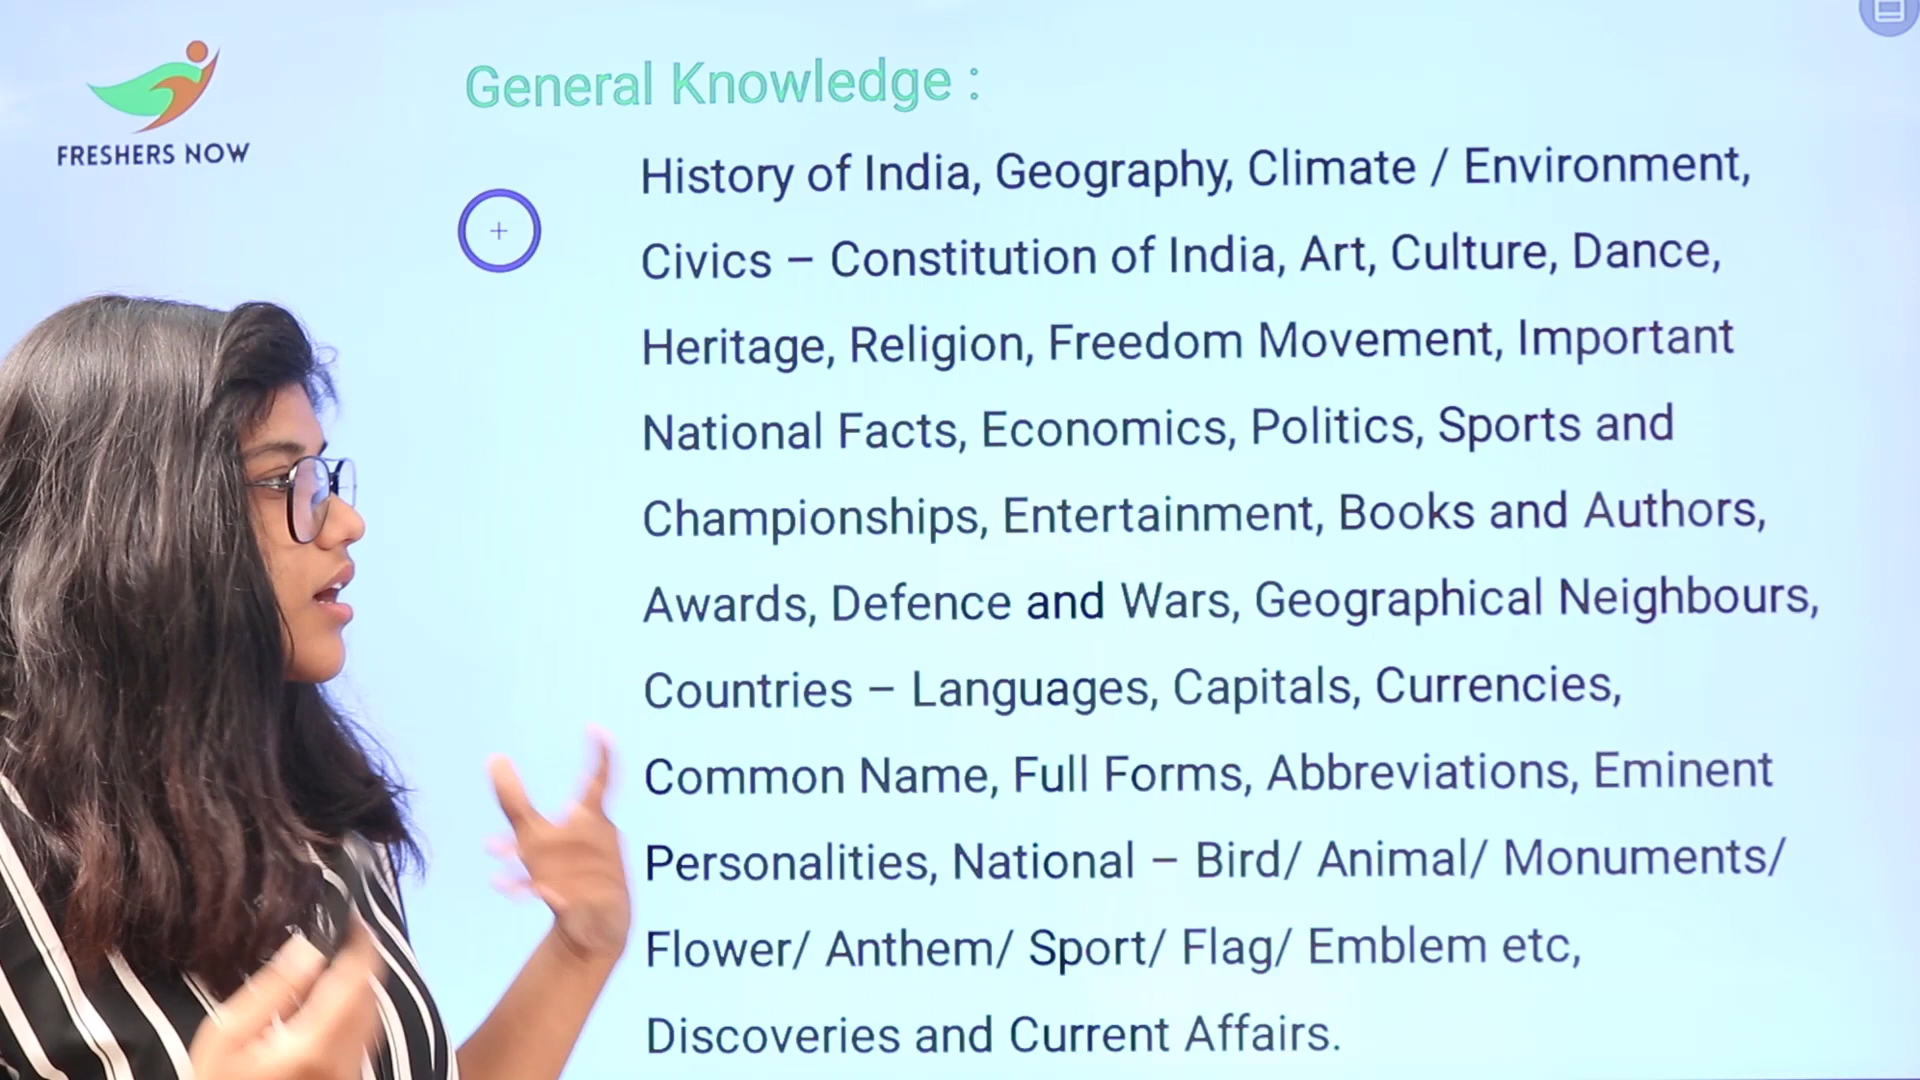 FRESHERS NOW
General Knowledge :
History of India, Geography, Climate / Environment,
Civics – Constitution of India, Art, Culture, Dance,
Heritage, Religion, Freedom Movement, Important
National Facts, Economics, Politics, Sports and
Championships, Entertainment, Books and Authors,
Awards, Defence and Wars, Geographical Neighbours,
Countries – Languages, Capitals, Currencies,
Common Name, Full Forms, Abbreviations, Eminent
Personalities, National – Bird/ Animal/ Monuments/
Flower/ Anthem/ Sport/ Flag/ Emblem etc,
Discoveries and Current Affairs.